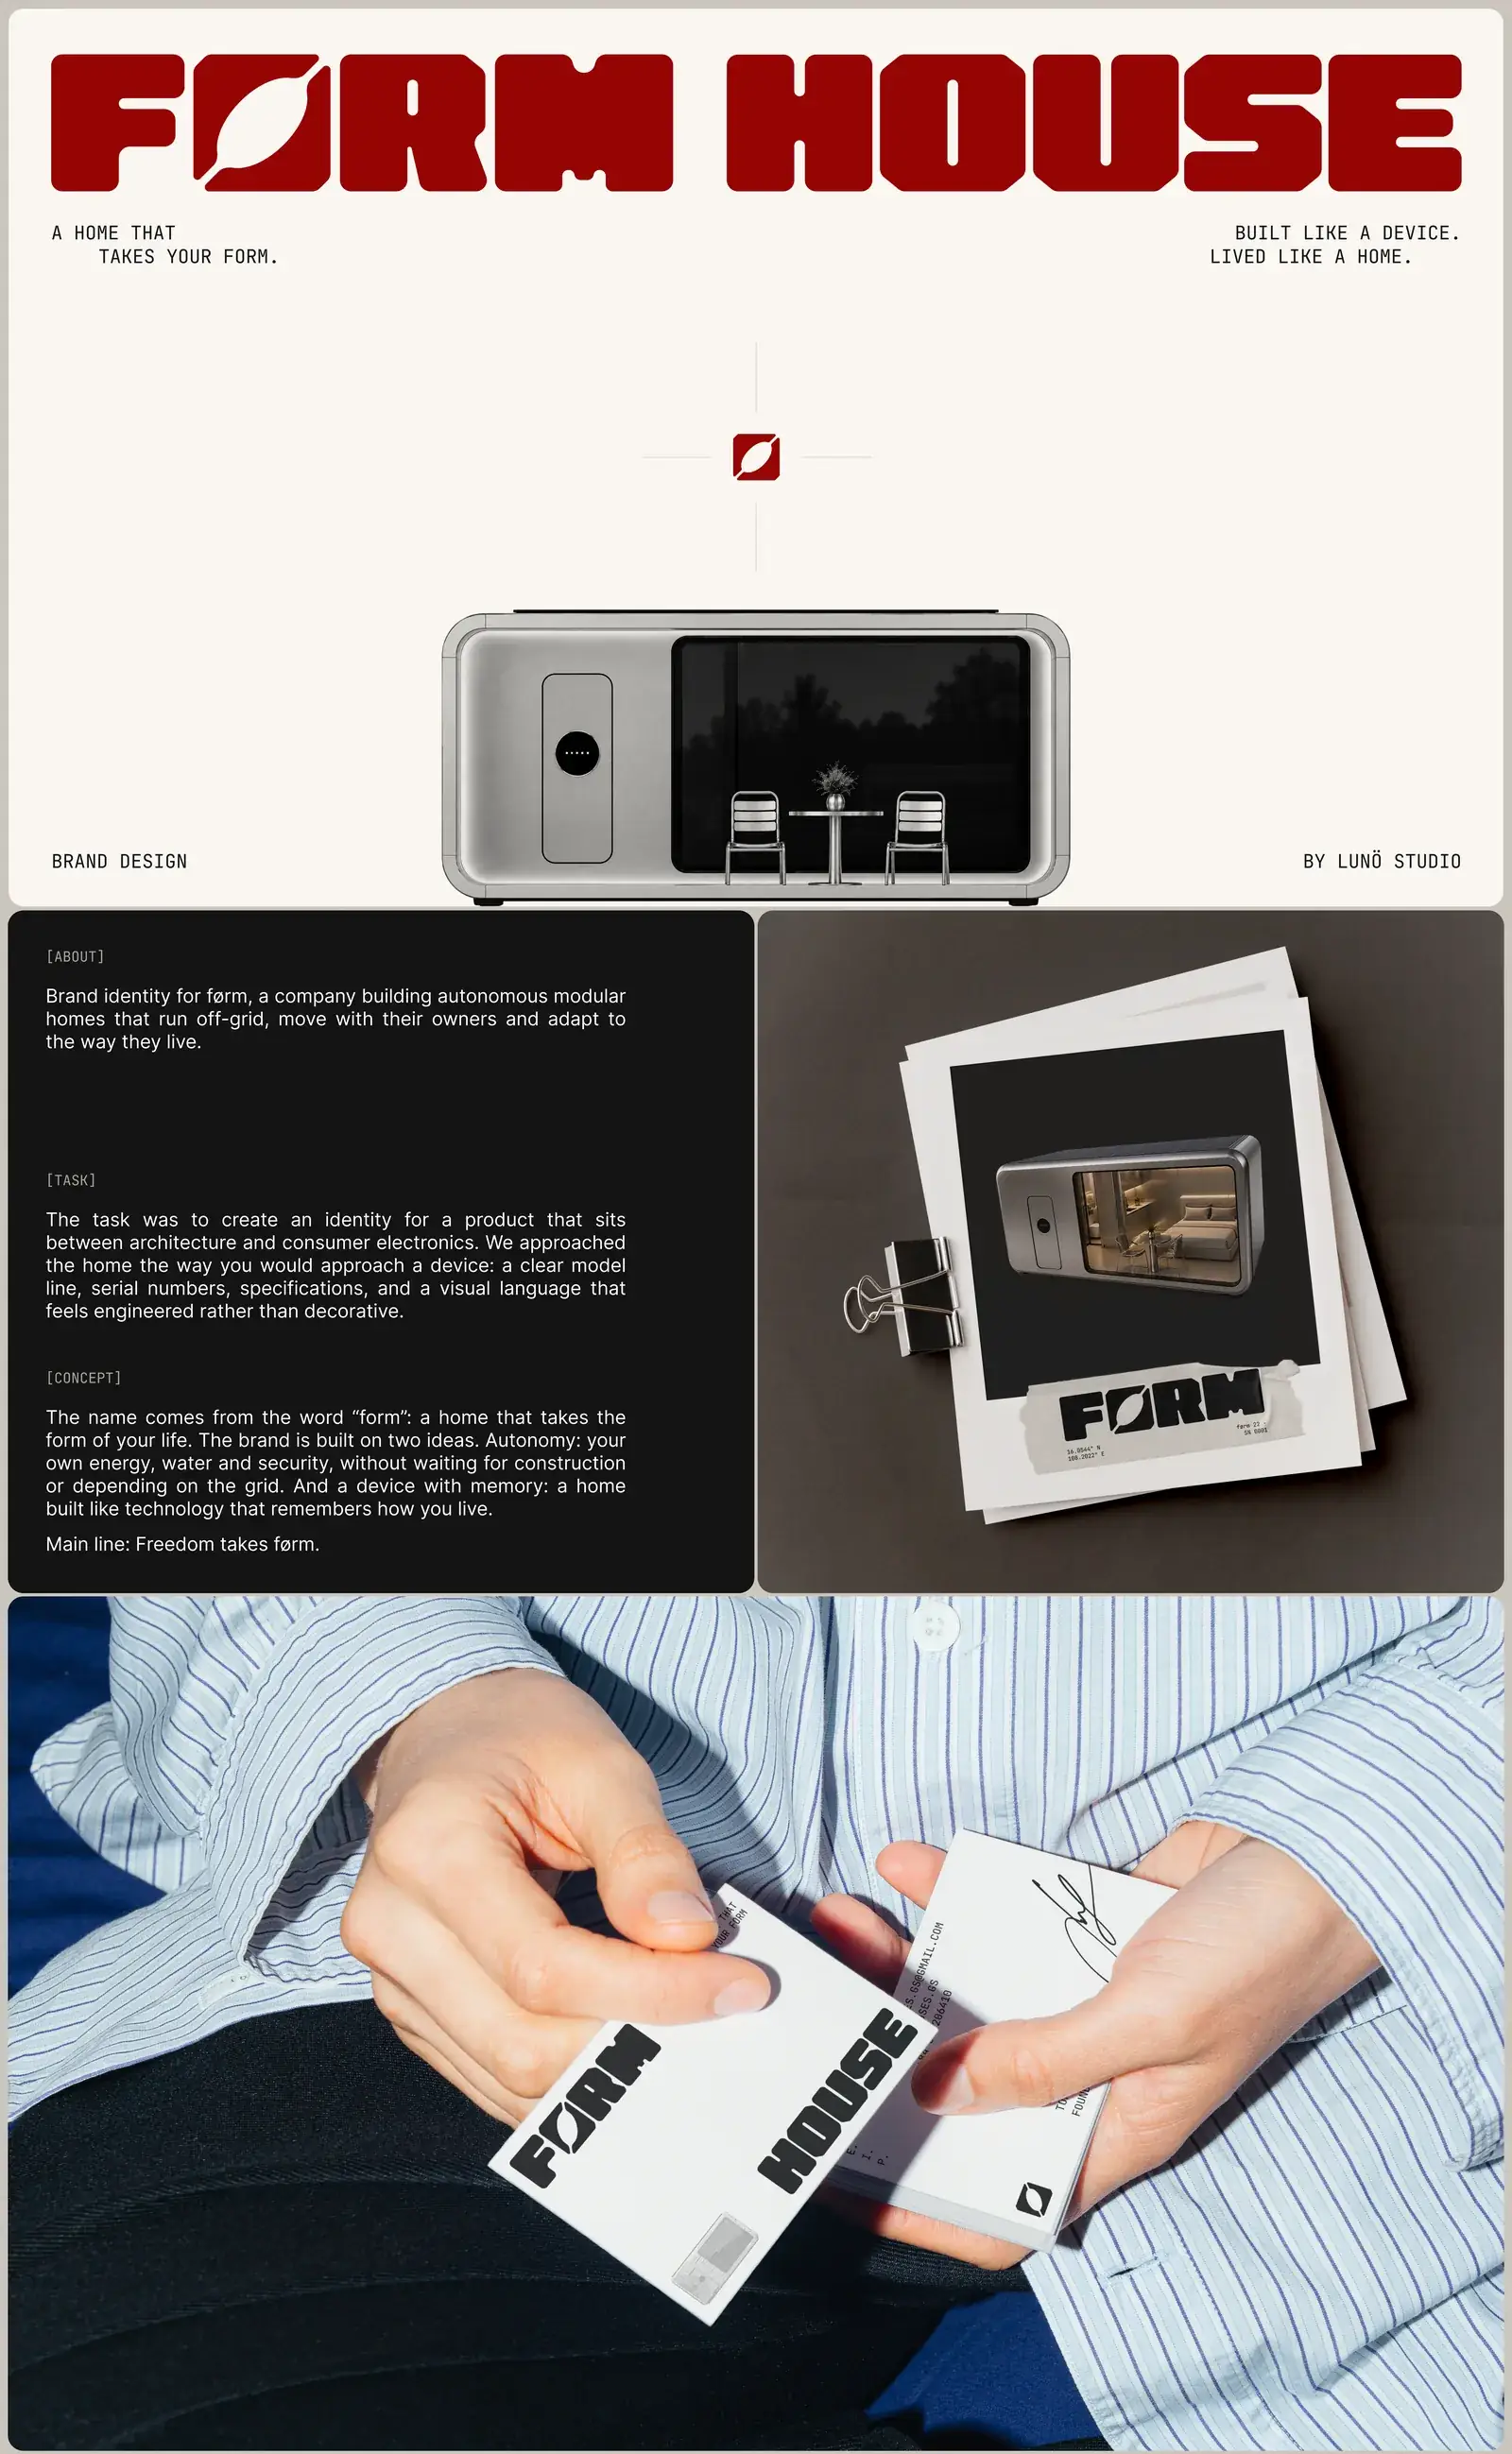 FØRM HOUSE
A HOME THAT
TAKES YOUR FORM.
BUILT LIKE A DEVICE.
LIVED LIKE A HOME.
BRAND DESIGN
BY LUNÖ STUDIO
[ABOUT]
Brand identity for førm, a company building autonomous modular
homes that run off-grid, move with their owners and adapt to
the way they live.
[TASK]
The task was to create an identity for a product that sits
between architecture and consumer electronics. We approached
the home the way you would approach a device: a clear model
line, serial numbers, specifications, and a visual language that
feels engineered rather than decorative.
[CONCEPT]
The name comes from the word “form”: a home that takes the
form of your life. The brand is built on two ideas. Autonomy: your
own energy, water and security, without waiting for construction
or depending on the grid. And a device with memory: a home
built like technology that remembers how you live.
Main line: Freedom takes førm.
FØRM
SN 0001
THAT
YOUR FORM
FØRM
HOUSE
E.
I.
P.